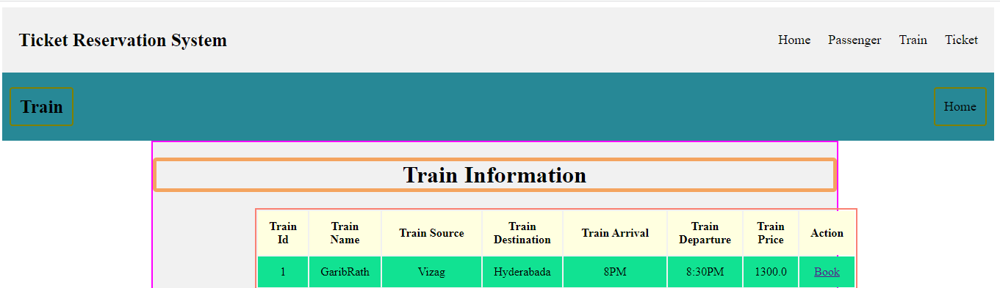 Ticket Reservation System Home Passenger Train Ticket
Train Home
Train Information
Train Id Train Name Train Source Train Destination Train Arrival Train Departure Train Price Action
1 GaribRath Vizag Hyderabada 8PM 8:30PM 1300.0 Book